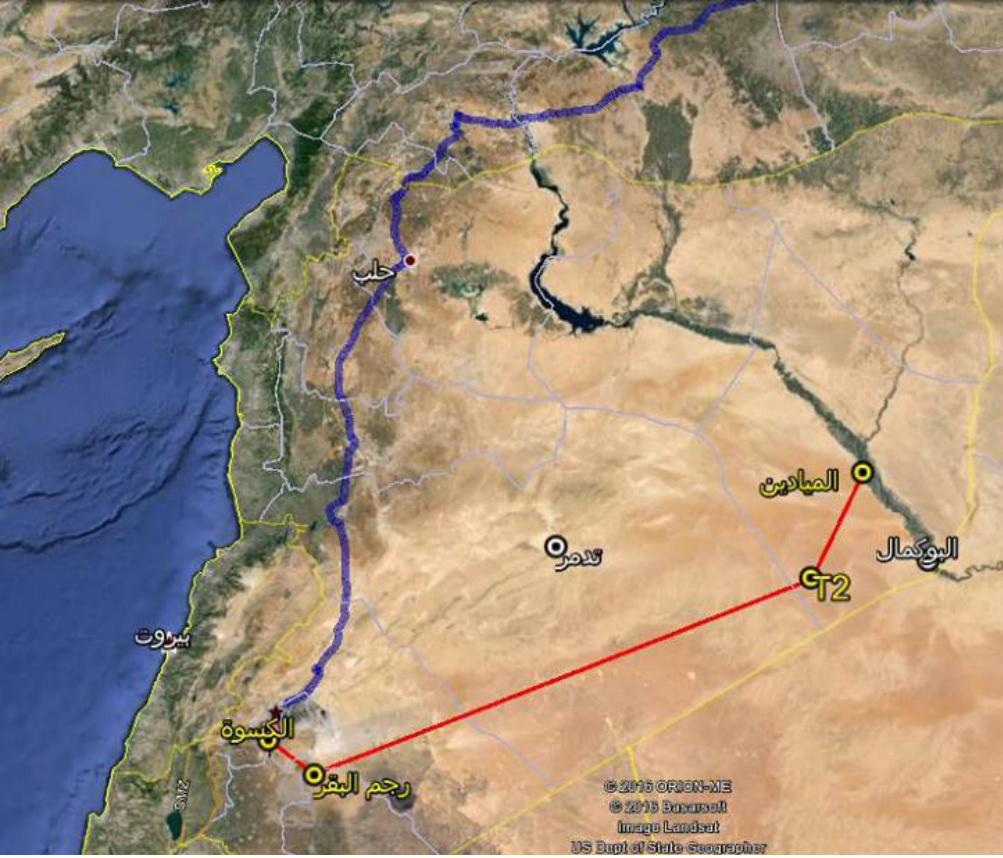 حلب
الميادين
البوكمال
تدمر
T2
بيروت
الكسوة
رجم البقر
© 2016 ORION-ME
© 2016 Basarsoft
Image Landsat
US Dept of State Geographer